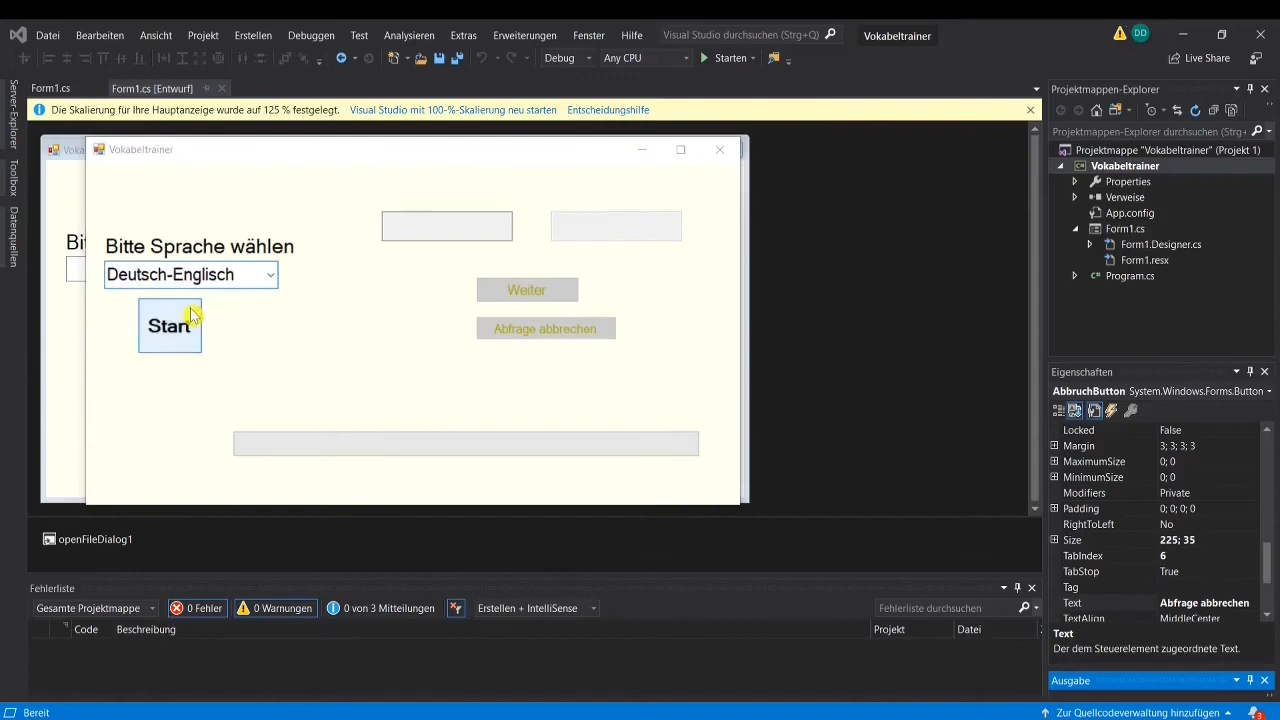 Datei Bearbeiten Ansicht Projekt Erstellen Debuggen Test Analysieren Extras Erweiterungen Fenster Hilfe Visual Studio durchsuchen (Strg+Q) Vokabeltrainer DD
Debug Any CPU Starten Live Share
Form1.cs Form1.cs [Entwurf]
Die Skalierung für Ihre Hauptanzeige wurde auf 125 % festgelegt. Visual Studio mit 100-%-Skalierung neu starten Entscheidungshilfe
Server-Explorer
Toolbox
Datenquellen
Voka
Bi
Vokabeltrainer
Bitte Sprache wählen
Deutsch-Englisch
Start
Weiter
Abfrage abbrechen
openFileDialog1
Projektmappen-Explorer
Projektmappen-Explorer durchsuchen (Strg+
Projektmappe "Vokabeltrainer" (Projekt 1)
Vokabeltrainer
Properties
Verweise
App.config
Form1.cs
Form1.Designer.cs
Form1.resx
Program.cs
Eigenschaften
AbbruchButton System.Windows.Forms.Button
Locked False
Margin 3; 3; 3; 3
MaximumSize 0; 0
MinimumSize 0; 0
Modifiers Private
Padding 0; 0; 0; 0
RightToLeft No
Size 225; 35
TabIndex 6
TabStop True
Tag
Text Abfrage abbrechen
TextAlign MiddleCenter
Text
Der dem Steuerelement zugeordnete Text.
Ausgabe
Fehlerliste
Gesamte Projektmappe 0 Fehler 0 Warnungen 0 von 3 Mitteilungen Erstellen + IntelliSense Fehlerliste durchsuchen
Code Beschreibung Projekt Datei
Bereit Zur Quellcodeverwaltung hinzufügen